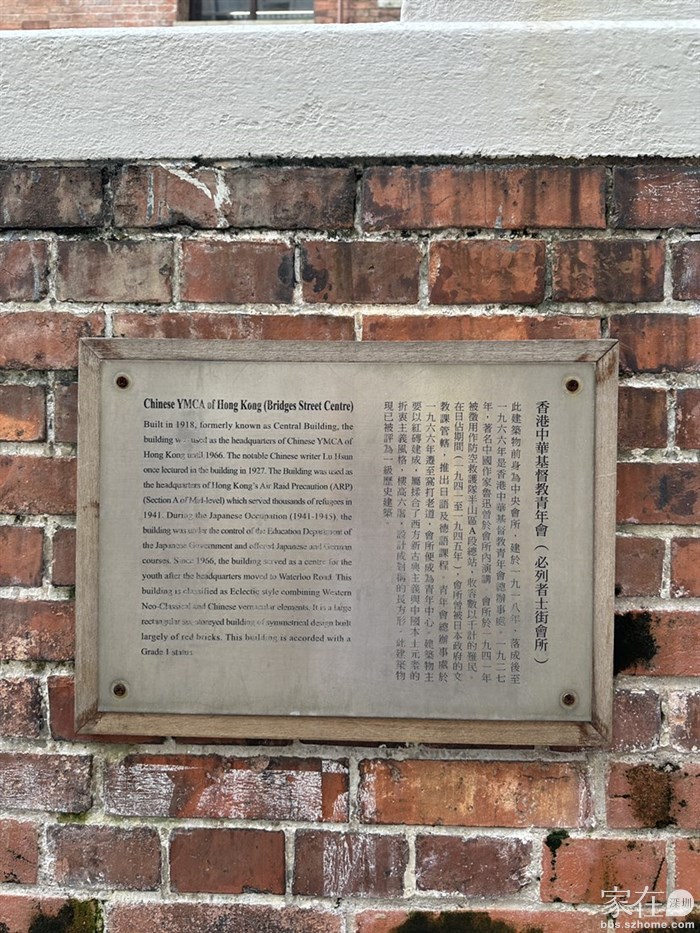 Chinese YMCA of Hong Kong (Bridges Street Centre)
Built in 1918, formerly known as Central Building, the
building was used as the headquarters of Chinese YMCA of
Hong Kong until 1966. The notable Chinese writer Lu Hsun
once lectured in the building in 1927. The Building was used as
the headquarters of Hong Kong's Air Raid Precaution (ARP)
(Section A of Mid-level) which served thousands of refugees in
1941. During the Japanese Occupation (1941-1945), the
building was under the control of the Education Department of
the Japanese Government and offered Japanese and German
courses. Since 1966, the building served as a centre for the
youth after the headquarters moved to Waterloo Road. This
building is classified as Eclectic style combining Western
Neo-Classical and Chinese vernacular elements. It is a large
rectangular six-storeyed building of symmetrical design built
largely of red bricks. This building is accorded with a
Grade 1 status.
香港中華基督教青年會（必列者士街會所）
此建築物前身為中央會所，建於一九一八年，落成後至
一九六六年是香港中華基督教青年會總辦事處。一九二七
年，著名中國作家魯迅曾於會所內演講。會所於一九四一年
被徵用作防空救護隊半山區A段總站，收容數以千計的難民。
在日佔期間（一九四一至一九四五年），會所曾被日本政府的文
教課管轄，推出日語及德語課程。青年會總辦事處於
一九六六年遷至窩打老道，會所便成為青年中心。建築物主
要以紅磚建成，屬揉合了西方新古典主義與中國本土元素的
折衷主義風格，樓高六層，設計成對稱的長方形。此建築物
現已被評為一級歷史建築。
家在 深圳
bbs.szhome.com